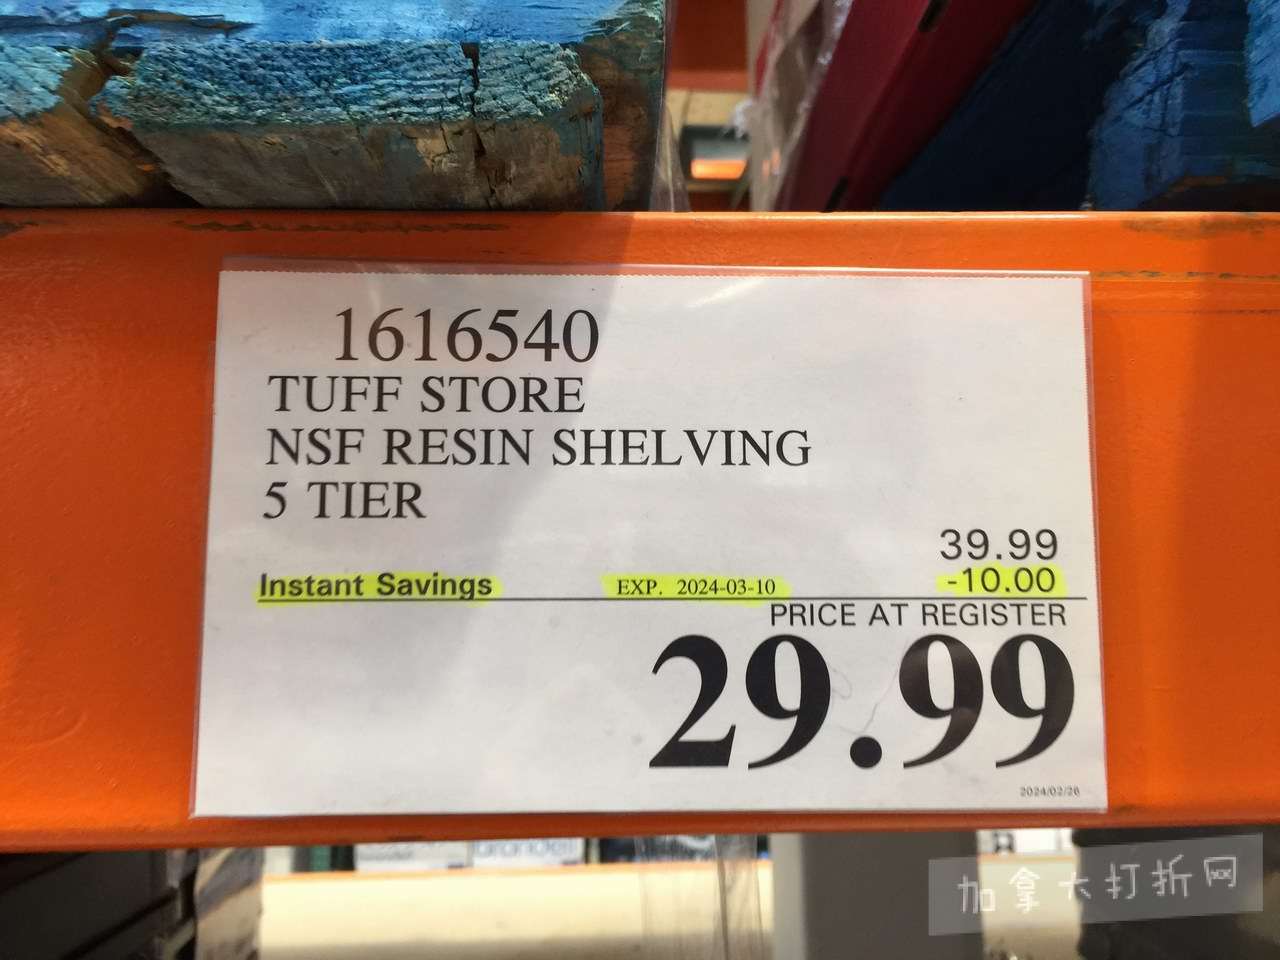 1616540
TUFF STORE
NSF RESIN SHELVING
5 TIER
39.99
Instant Savings EXP. 2024-03-10 -10.00
PRICE AT REGISTER
29.99
2024/02/26
加拿大打折网